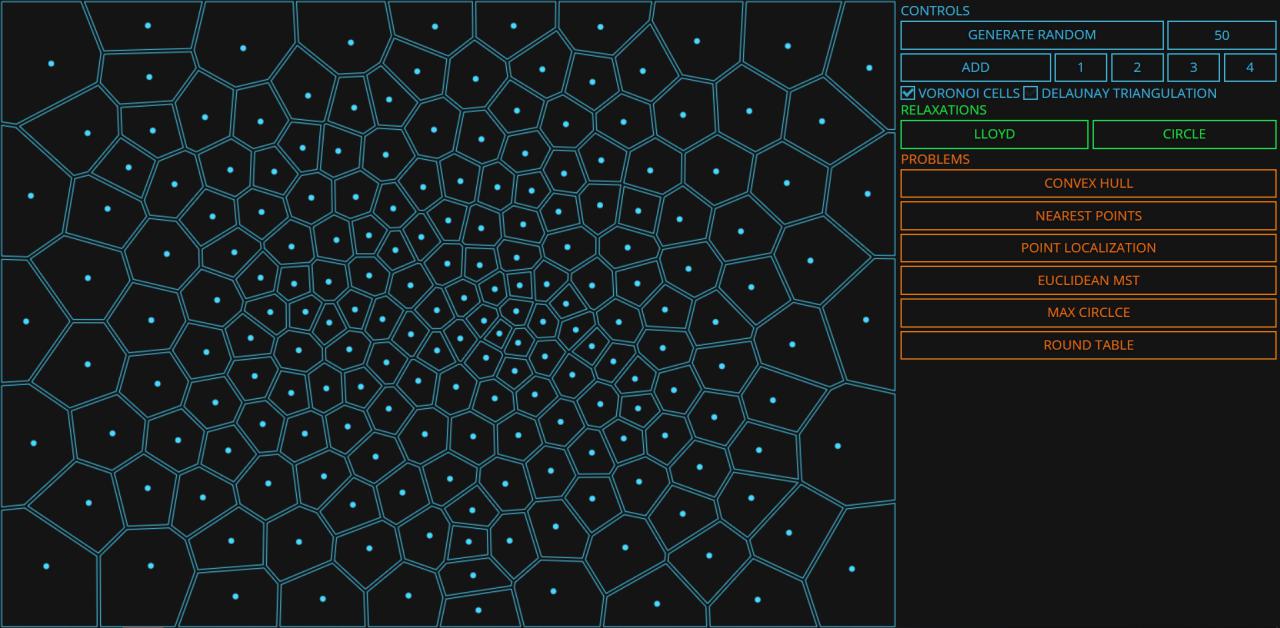 CONTROLS
GENERATE RANDOM 50
ADD 1 2 3 4
VORONOI CELLS DELAUNAY TRIANGULATION
RELAXATIONS
LLOYD CIRCLE
PROBLEMS
CONVEX HULL
NEAREST POINTS
POINT LOCALIZATION
EUCLIDEAN MST
MAX CIRCLCE
ROUND TABLE